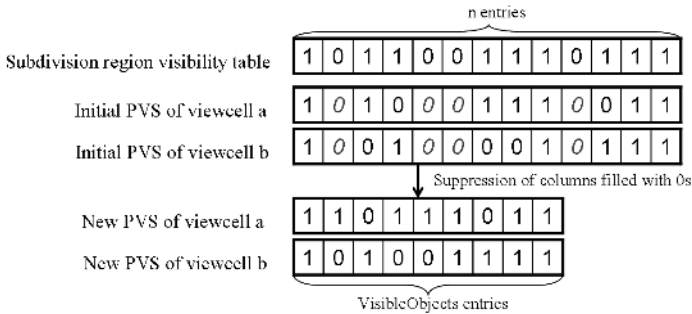 n entries
Subdivision region visibility table 1 0 1 1 0 0 1 1 1 0 1 1 1
Initial PVS of viewcell a 1 0 1 0 0 0 1 1 1 0 0 1 1
Initial PVS of viewcell b 1 0 0 1 0 0 0 0 1 0 1 1 1
Suppression of columns filled with 0s
New PVS of viewcell a 1 1 0 1 1 1 0 1 1
New PVS of viewcell b 1 0 1 0 0 1 1 1 1
VisibleObjects entries